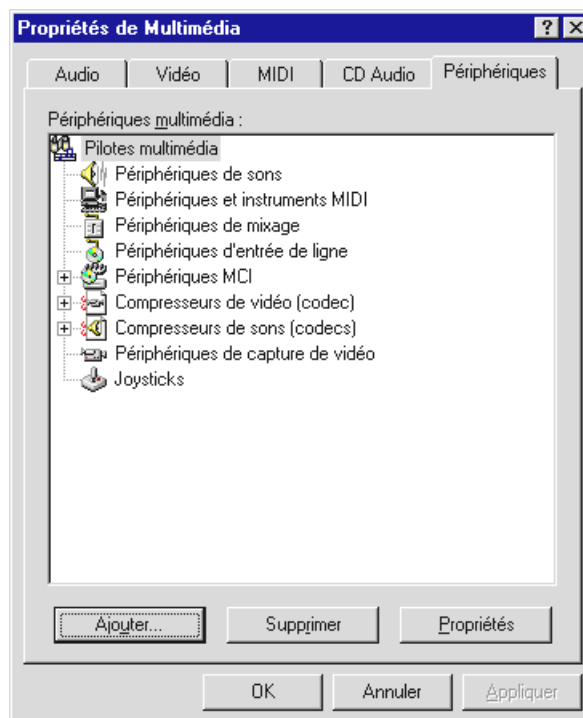 Propriétés de Multimédia
Audio
Vidéo
MIDI
CD Audio
Périphériques
Périphériques multimédia :
Pilotes multimédia
Périphériques de sons
Périphériques et instruments MIDI
Périphériques de mixage
Périphériques d'entrée de ligne
Périphériques MCI
Compresseurs de vidéo (codec)
Compresseurs de sons (codecs)
Périphériques de capture de vidéo
Joysticks
Ajouter...
Supprimer
Propriétés
OK
Annuler
Appliquer